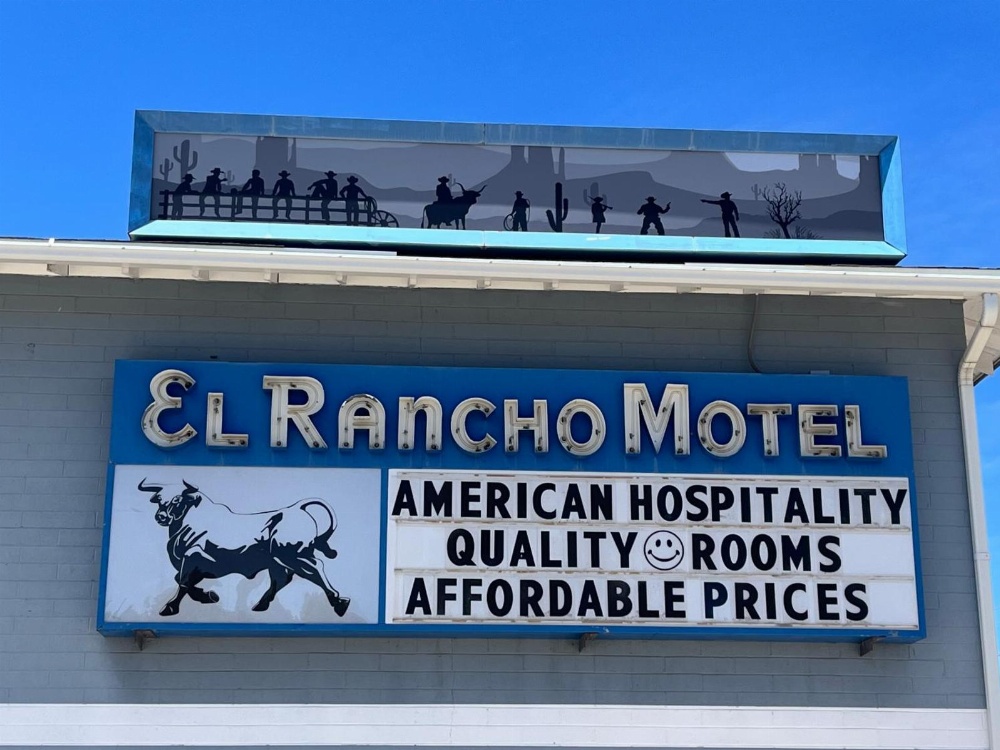 El Rancho Motel
AMERICAN HOSPITALITY
QUALITY ROOMS
AFFORDABLE PRICES